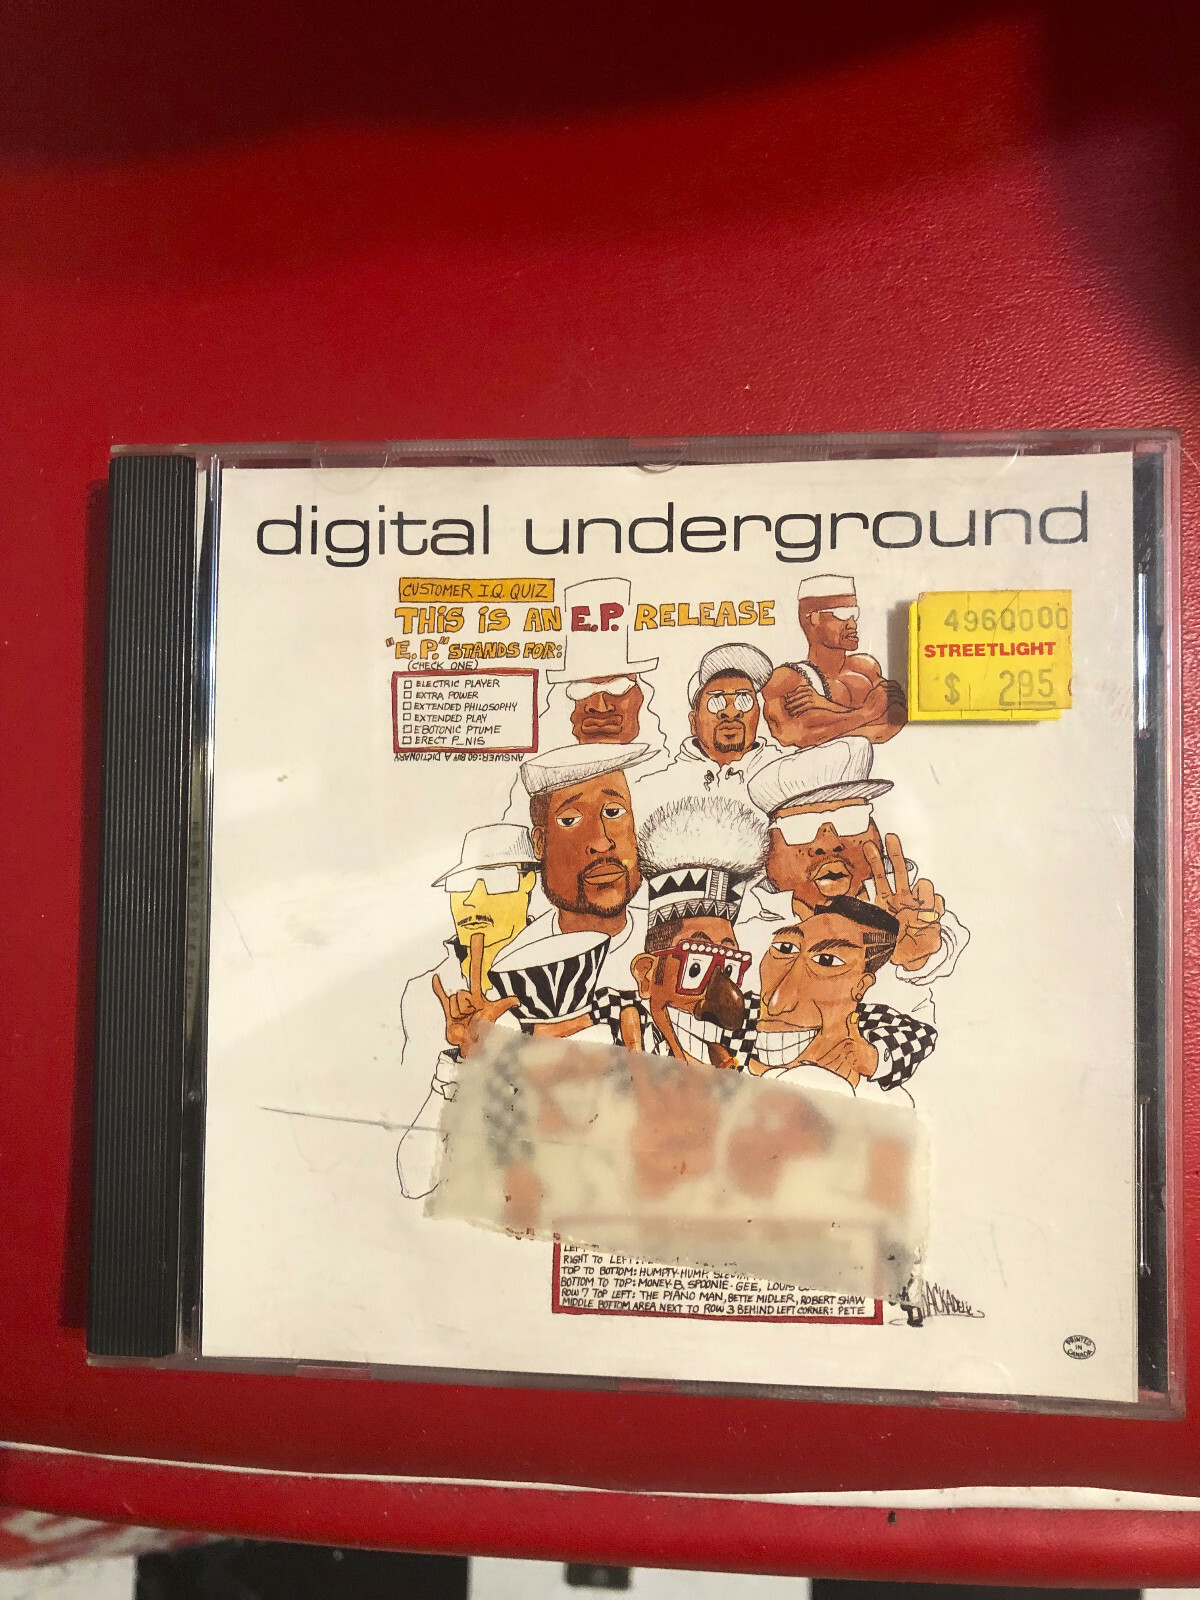 digital underground
CUSTOMER I.Q. QUIZ
THIS IS AN E.P. RELEASE
"E.P." STANDS FOR:
(CHECK ONE)
ELECTRIC PLAYER
EXTRA POWER
EXTENDED PHILOSOPHY
EXTENDED PLAY
EBOTONIC PTUME
ERECT P_NIS
ANSWER: GO BUY A DICTIONARY
4960000
STREETLIGHT
$ 295
RIGHT TO LEFT:
TOP TO BOTTOM: HUMPTY-HUMP,
BOTTOM TO TOP: MONEY-B, SPOONIE-GEE, LOUIS
ROW 7 TOP LEFT: THE PIANO MAN, BETTE MIDLER, ROBERT SHAW
MIDDLE BOTTOM AREA NEXT TO ROW 3 BEHIND LEFT CORNER: PETE
PRINTED
IN
CANADA